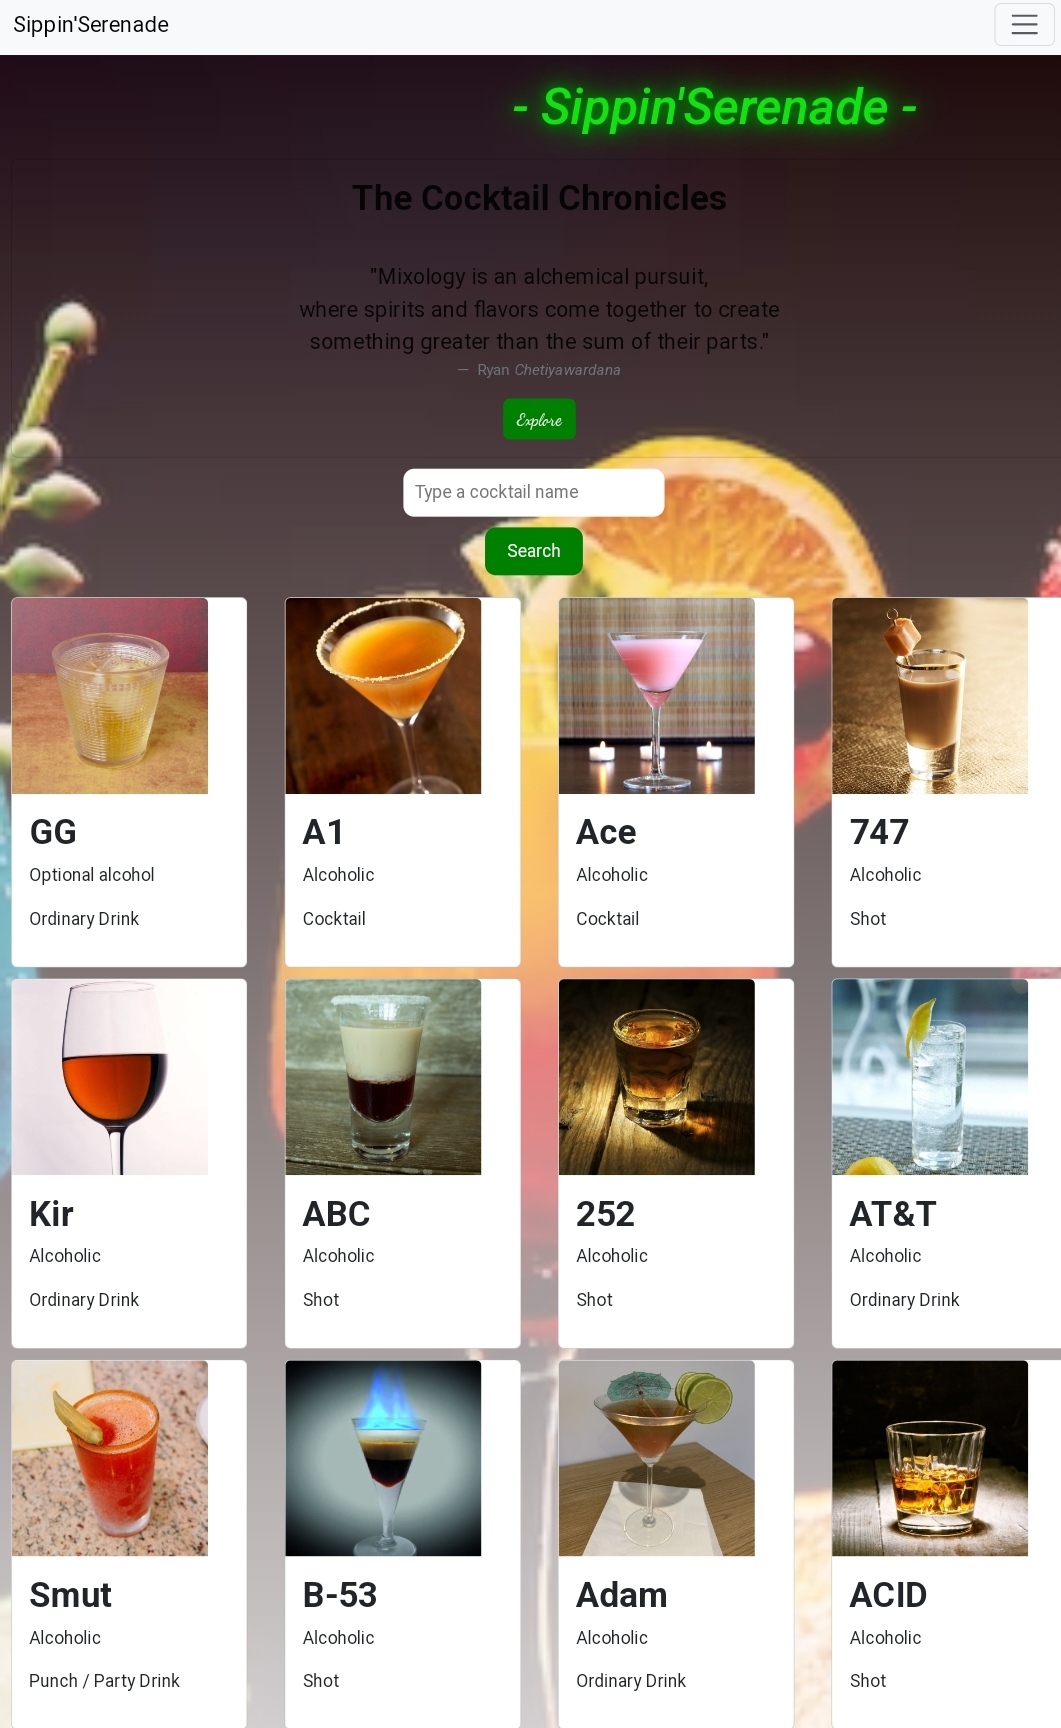 Sippin'Serenade
- Sippin'Serenade -
The Cocktail Chronicles
"Mixology is an alchemical pursuit,
where spirits and flavors come together to create
something greater than the sum of their parts."
— Ryan Chetiyawardana
Explore
Type a cocktail name
Search
GG
Optional alcohol
Ordinary Drink
A1
Alcoholic
Cocktail
Ace
Alcoholic
Cocktail
747
Alcoholic
Shot
Kir
Alcoholic
Ordinary Drink
ABC
Alcoholic
Shot
252
Alcoholic
Shot
AT&T
Alcoholic
Ordinary Drink
Smut
Alcoholic
Punch / Party Drink
B-53
Alcoholic
Shot
Adam
Alcoholic
Ordinary Drink
ACID
Alcoholic
Shot